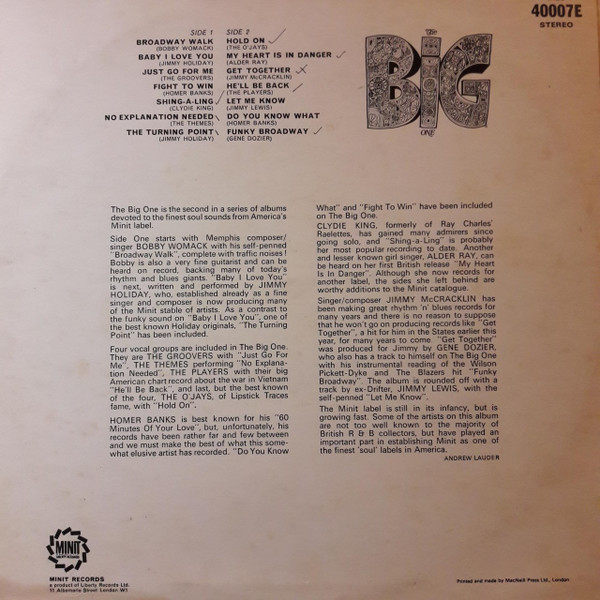 40007E
STEREO
THE
BIG
ONE
SIDE 1
BROADWAY WALK
(BOBBY WOMACK)
BABY I LOVE YOU
(JIMMY HOLIDAY)
JUST GO FOR ME
(THE GROOVERS)
FIGHT TO WIN
(HOMER BANKS)
SHING-A-LING
(CLYDIE KING)
NO EXPLANATION NEEDED
(THE THEMES)
THE TURNING POINT
(JIMMY HOLIDAY)
SIDE 2
HOLD ON
(THE O'JAYS)
MY HEART IS IN DANGER
(ALDER RAY)
GET TOGETHER
(JIMMY McCRACKLIN)
HE'LL BE BACK
(THE PLAYERS)
LET ME KNOW
(JIMMY LEWIS)
DO YOU KNOW WHAT
(HOMER BANKS)
FUNKY BROADWAY
(GENE DOZIER)
The Big One is the second in a series of albums
devoted to the finest soul sounds from America's
Minit label.
Side One starts with Memphis composer/
singer BOBBY WOMACK with his self-penned
"Broadway Walk", complete with traffic noises!
Bobby is also a very fine guitarist and can be
heard on record, backing many of today's
rhythm and blues giants. "Baby I Love You"
is next, written and performed by JIMMY
HOLIDAY, who, established already as a fine
singer and composer is now producing many
of the Minit stable of artists. As a contrast to
the funky sound on "Baby I Love You", one of
the best known Holiday originals, "The Turning
Point" has been included.
Four vocal groups are included in The Big One.
They are THE GROOVERS with "Just Go For
Me", THE THEMES performing "No Explana-
tion Needed", THE PLAYERS with their big
American chart record about the war in Vietnam
"He'll Be Back", and last, but the best known
of the four, THE O'JAYS, of Lipstick Traces
fame, with "Hold On".
HOMER BANKS is best known for his "60
Minutes Of Your Love", but, unfortunately, his
records have been rather far and few between
and we must make the best of what this some-
what elusive artist has recorded. "Do You Know
What" and "Fight To Win" have been included
on The Big One.
CLYDIE KING, formerly of Ray Charles'
Raelettes, has gained many admirers since
going solo, and "Shing-a-Ling" is probably
her most popular recording to date. Another
and lesser known girl singer, ALDER RAY, can
be heard on her first British release "My Heart
Is In Danger". Although she now records for
another label, the sides she left behind are
worthy additions to the Minit catalogue.
Singer/composer JIMMY McCRACKLIN has
been making great rhythm 'n' blues records for
many years and there is no reason to suppose
that he won't go on producing records like "Get
Together", a hit for him in the States earlier this
year, for many years to come. "Get Together"
was produced for Jimmy by GENE DOZIER,
who also has a track to himself on The Big One
with his instrumental reading of the Wilson
Pickett-Dyke and The Blazers hit "Funky
Broadway". The album is rounded off with a
track by ex-Drifter, JIMMY LEWIS, with the
self-penned "Let Me Know".
The Minit label is still in its infancy, but is
growing fast. Some of the artists on this album
are not too well known to the majority of
British R & B collectors, but have played an
important part in establishing Minit as one of
the finest 'soul' labels in America.
ANDREW LAUDER
MINIT
MINIT RECORDS
a product of Liberty Records Ltd.
11 Albemarle Street London W1
Printed and made by MacNeill Press Ltd., London